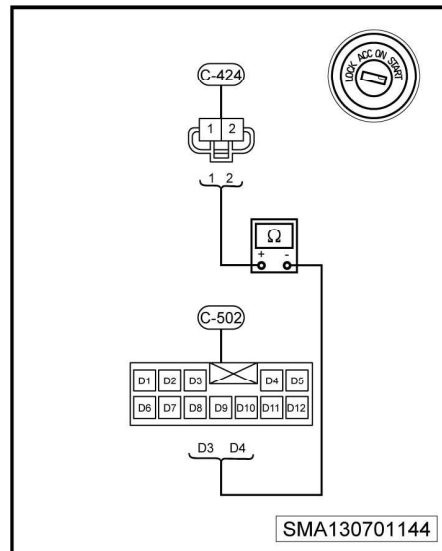 C-424
LOCK ACC ON START
1 2
1 2
Ω
+ -
C-502
D1 D2 D3 D4 D5
D6 D7 D8 D9 D10 D11 D12
D3 D4
SMA130701144